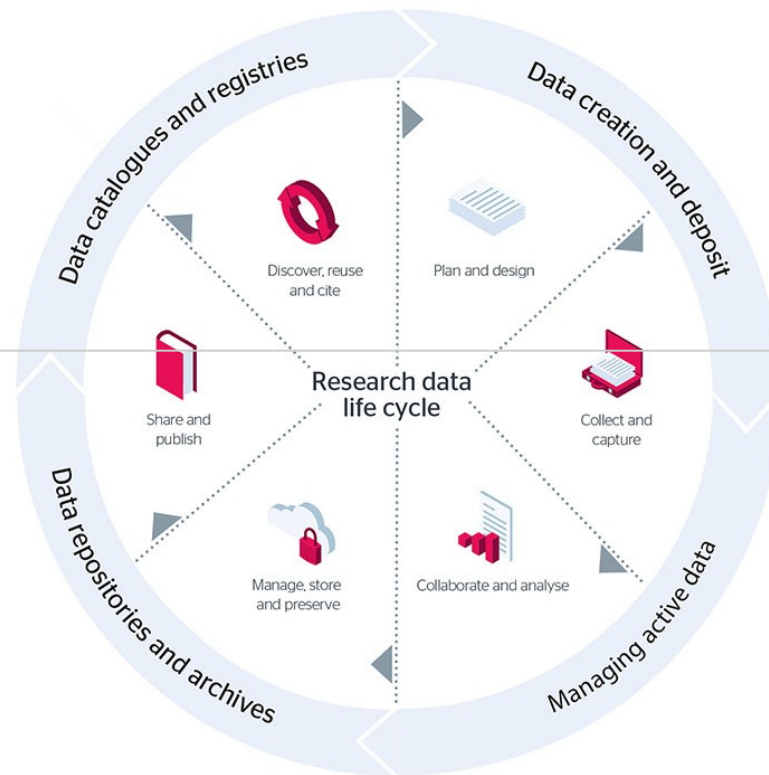 Data catalogues and registries
Data creation and deposit
Discover, reuse
and cite
Plan and design
Research data
life cycle
Share and
publish
Collect and
capture
Manage, store
and preserve
Collaborate and analyse
Data repositories and archives
Managing active data